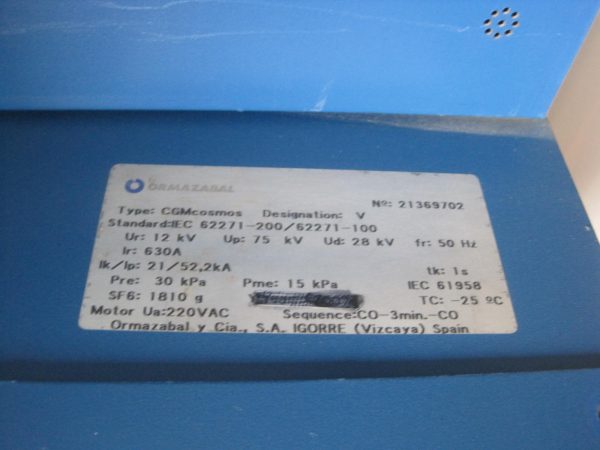 ORMAZABAL
Nº: 21369702
Type: CGMcosmos Designation: V
Standard:IEC 62271-200/62271-100
Ur: 12 kV Up: 75 kV Ud: 28 kV fr: 50 Hz
Ir: 630A
Ik/Ip: 21/52,2kA tk: 1s
Pre: 30 kPa Pme: 15 kPa IEC 61958
SF6: 1810 g TC: -25 ºC
Motor Ua:220VAC Sequence:CO-3min.-CO
Ormazabal y Cia., S.A. IGORRE (Vizcaya) Spain